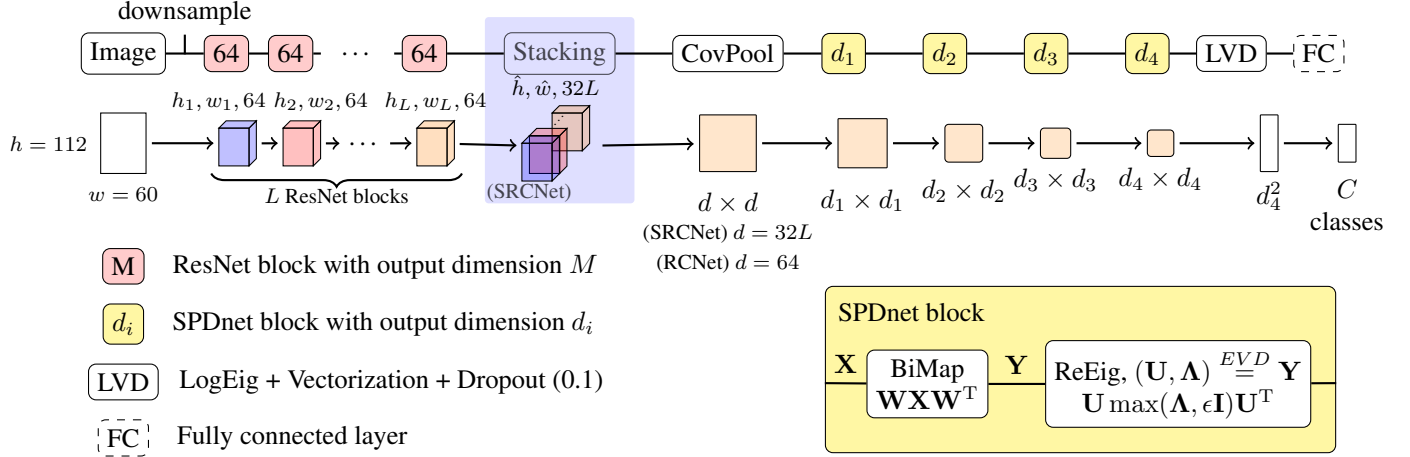 downsample
Image 64 64 ⋯ 64 Stacking CovPool d₁ d₂ d₃ d₄ LVD FC
h₁, w₁, 64 h₂, w₂, 64 h_L, w_L, 64 ĥ, ŵ, 32L
h = 112 ⋯
w = 60 L ResNet blocks (SRCNet) d × d d₁ × d₁ d₂ × d₂ d₃ × d₃ d₄ × d₄ d₄² C
classes
(SRCNet) d = 32L
(RCNet) d = 64
M ResNet block with output dimension M
dᵢ SPDnet block with output dimension dᵢ
LVD LogEig + Vectorization + Dropout (0.1)
FC Fully connected layer
SPDnet block
X BiMap Y ReEig, (U, Λ) EVD= Y
WXWᵀ U max(Λ, ϵI)Uᵀ